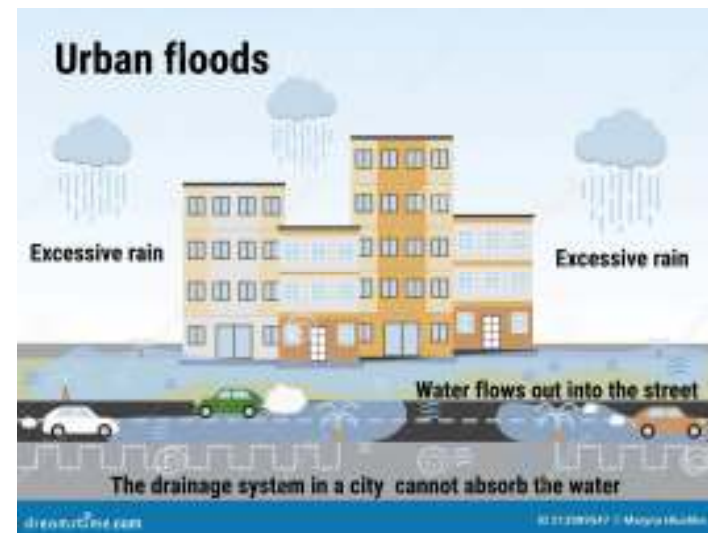 Urban floods
Excessive rain
Excessive rain
Water flows out into the street
The drainage system in a city cannot absorb the water
dreamstime.com